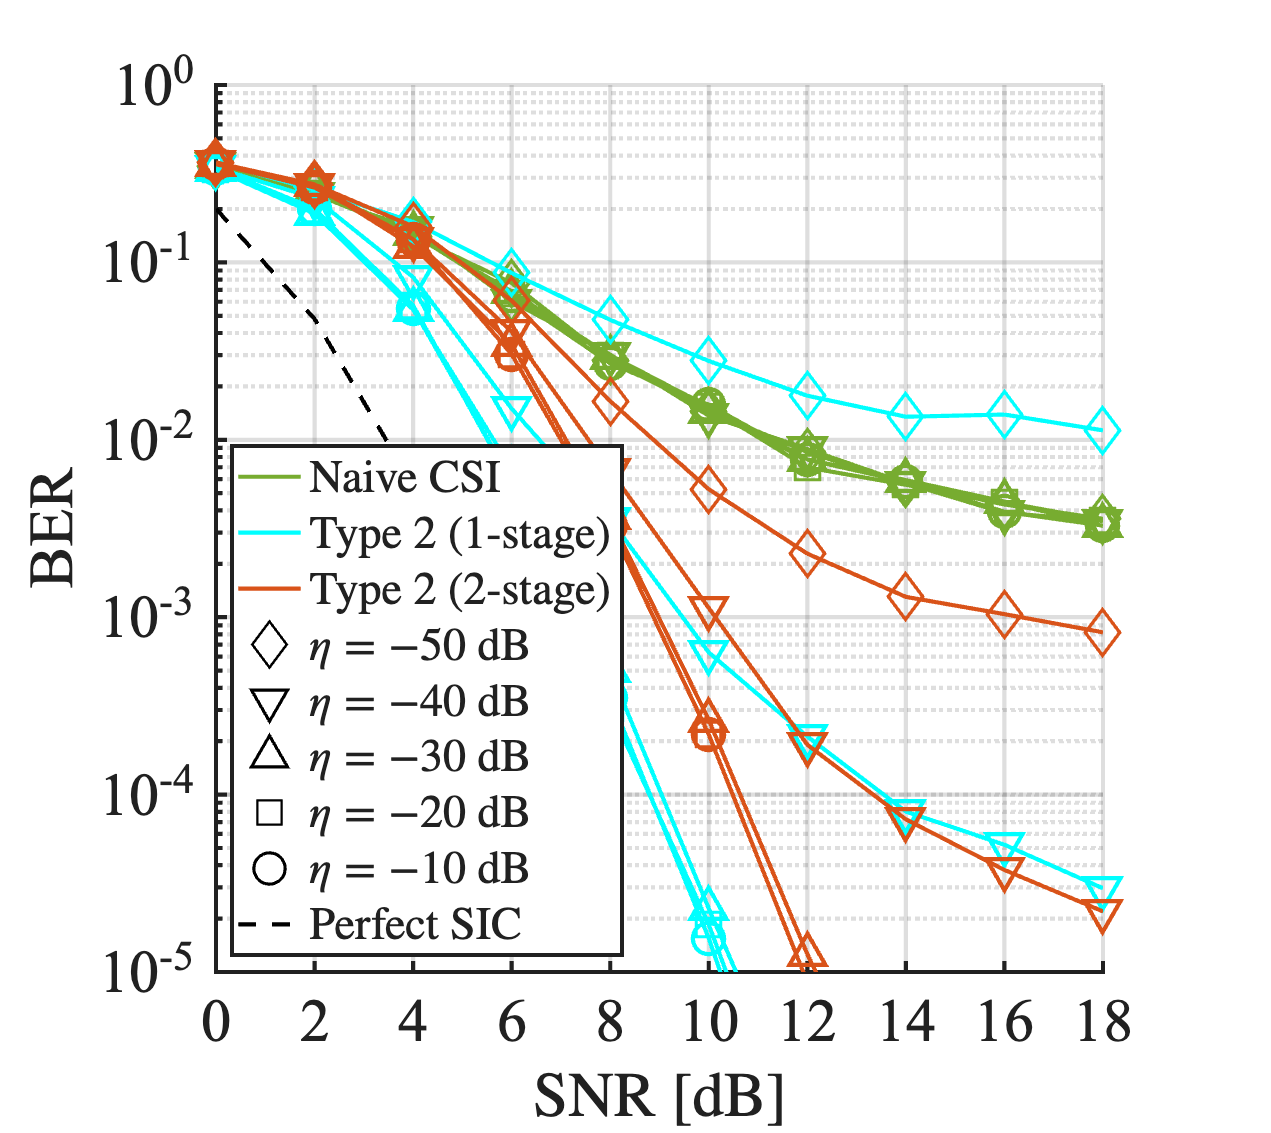 10^0
10^-1
10^-2
10^-3
10^-4
10^-5
BER
Naive CSI
Type 2 (1-stage)
Type 2 (2-stage)
η = −50 dB
η = −40 dB
η = −30 dB
η = −20 dB
η = −10 dB
Perfect SIC
0 2 4 6 8 10 12 14 16 18
SNR [dB]